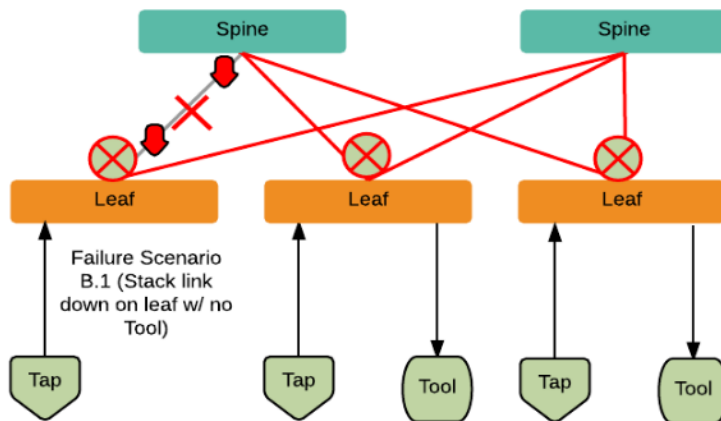 Spine
Spine
Leaf
Leaf
Leaf
Failure Scenario
B.1 (Stack link
down on leaf w/ no
Tool)
Tap
Tap
Tool
Tap
Tool